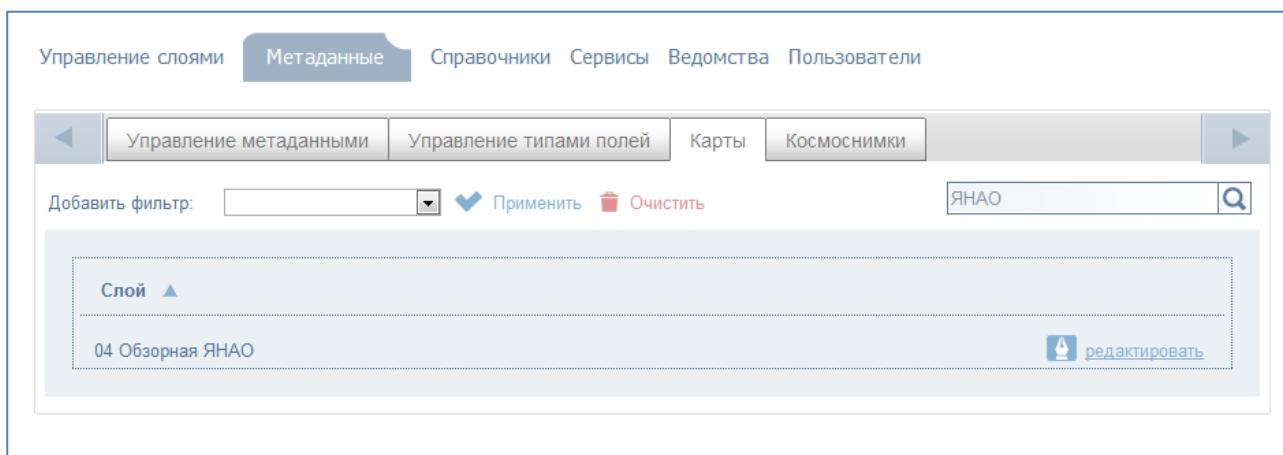 Управление слоями Метаданные Справочники Сервисы Ведомства Пользователи
Управление метаданными Управление типами полей Карты Космоснимки
Добавить фильтр: Применить Очистить ЯНАО
Слой
04 Обзорная ЯНАО редактировать